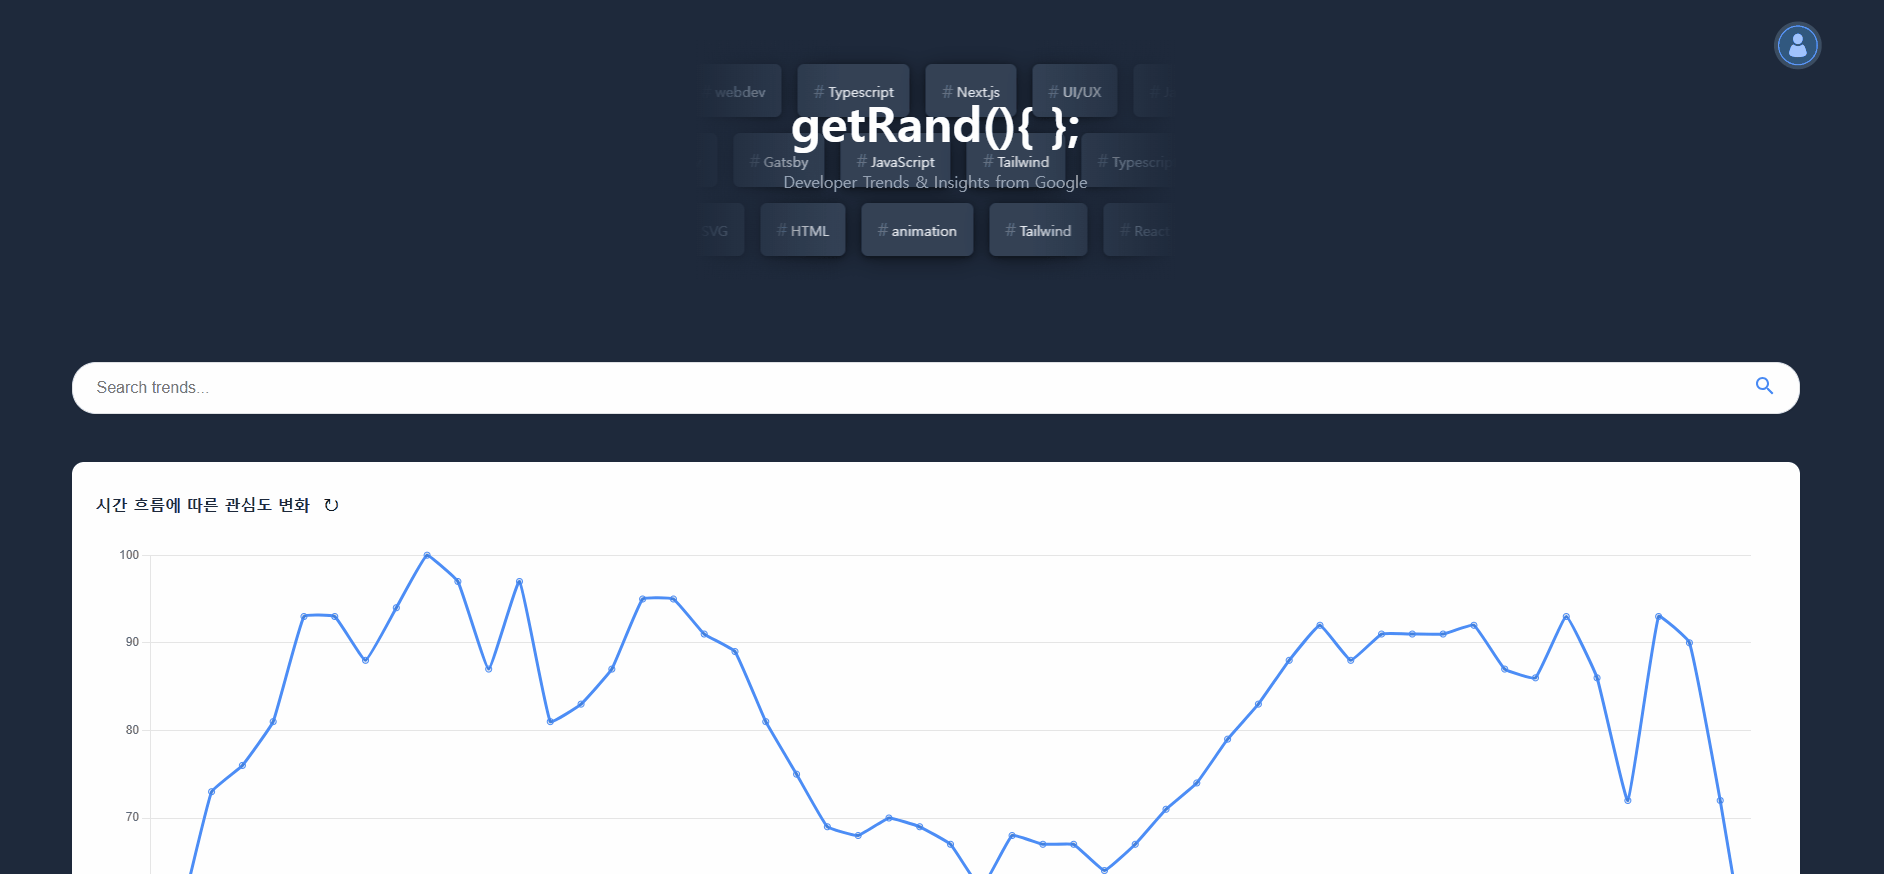 # webdev # Typescript # Next.js # UI/UX #
getRand(){ };
# Gatsby # JavaScript # Tailwind # Typescrip
Developer Trends & Insights from Google
SVG # HTML # animation # Tailwind # React
Search trends...
시간 흐름에 따른 관심도 변화 ↻
100
90
80
70